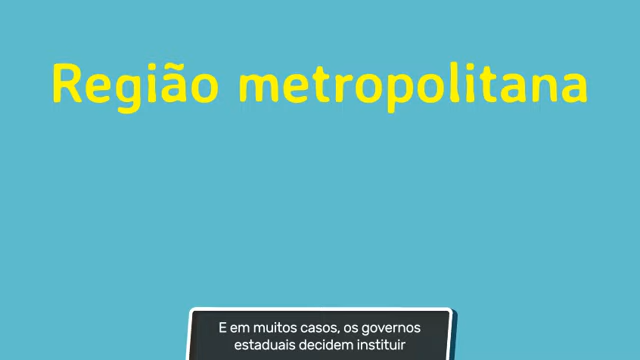 Região metropolitana
E em muitos casos, os governos
estaduais decidem instituir